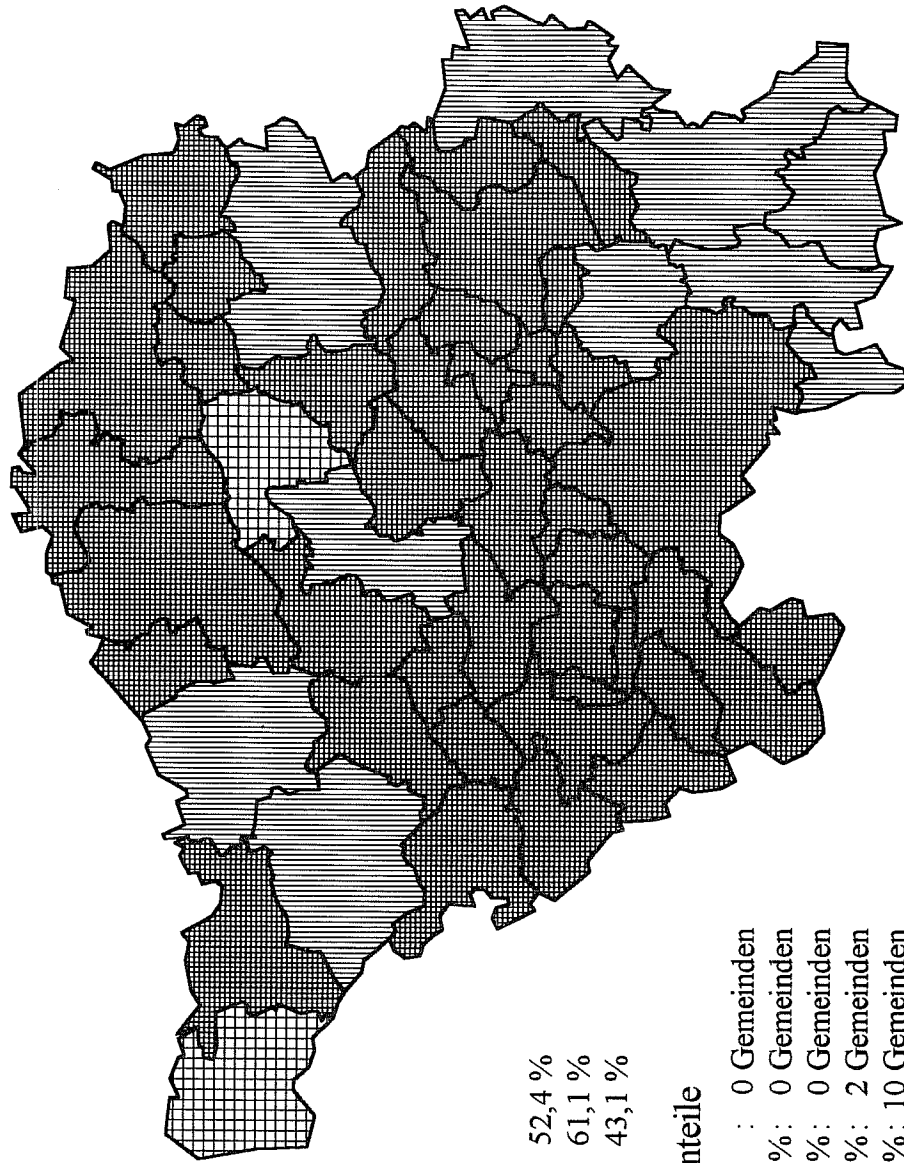 52,4 %
61,1 %
43,1 %
nteile
: 0 Gemeinden
%: 0 Gemeinden
%: 0 Gemeinden
%: 2 Gemeinden
%: 10 Gemeinden